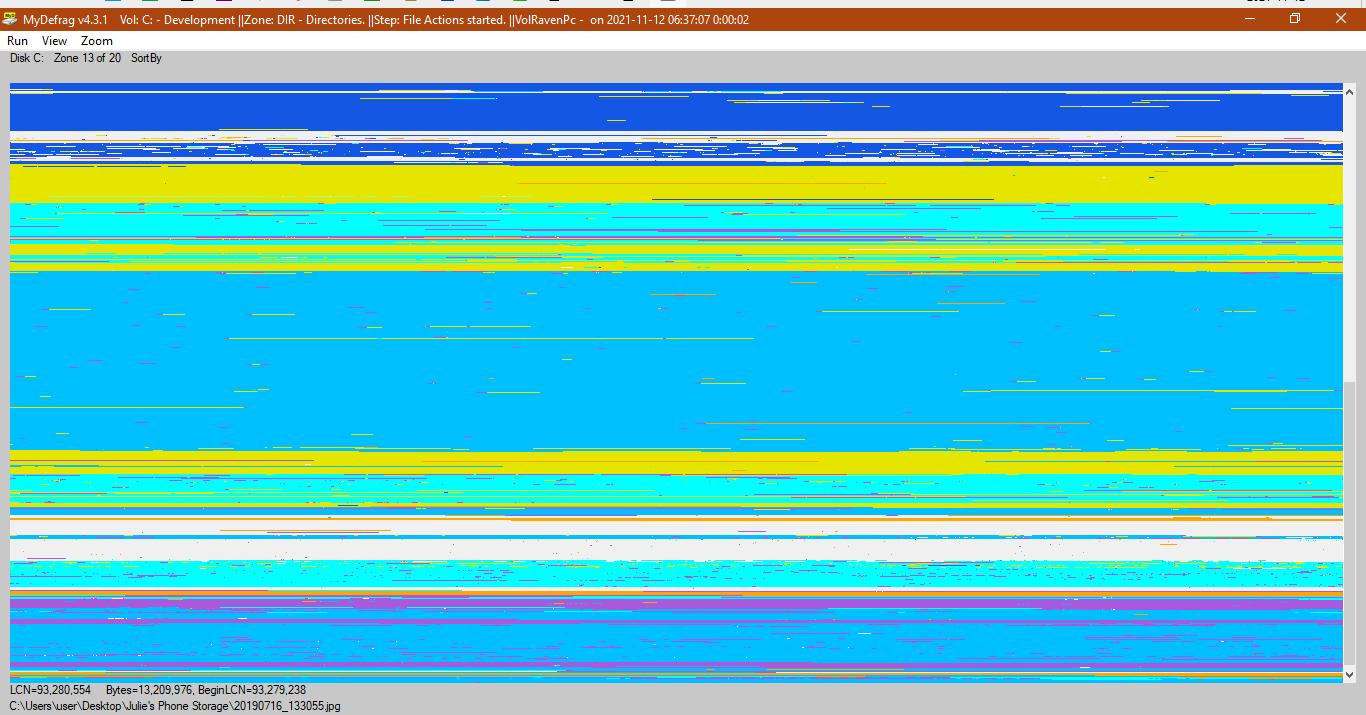 MyDefrag v4.3.1 Vol: C: - Development ||Zone: DIR - Directories. ||Step: File Actions started. ||VolRavenPc - on 2021-11-12 06:37:07 0:00:02
Run View Zoom
Disk C: Zone 13 of 20 SortBy
LCN=93,280,554 Bytes=13,209,976, BeginLCN=93,279.238
C:\Users\user\Desktop\Julie's Phone Storage\20190716_133055.jpg